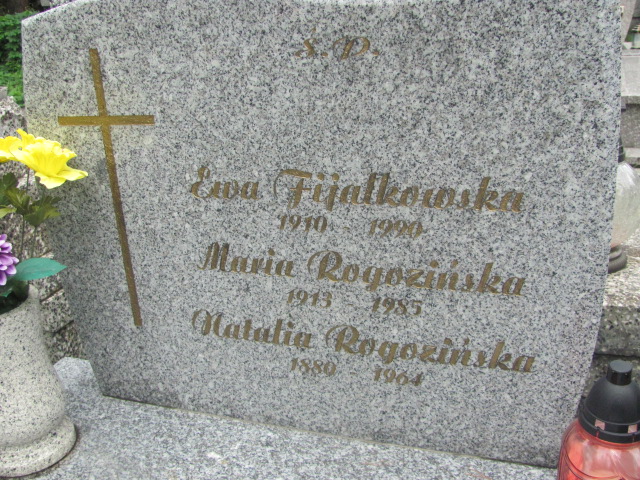 Ś. P.
Ewa Fijałkowska
1910 1990
Maria Rogozińska
1913 1985
Natalia Rogozińska
1880 1964